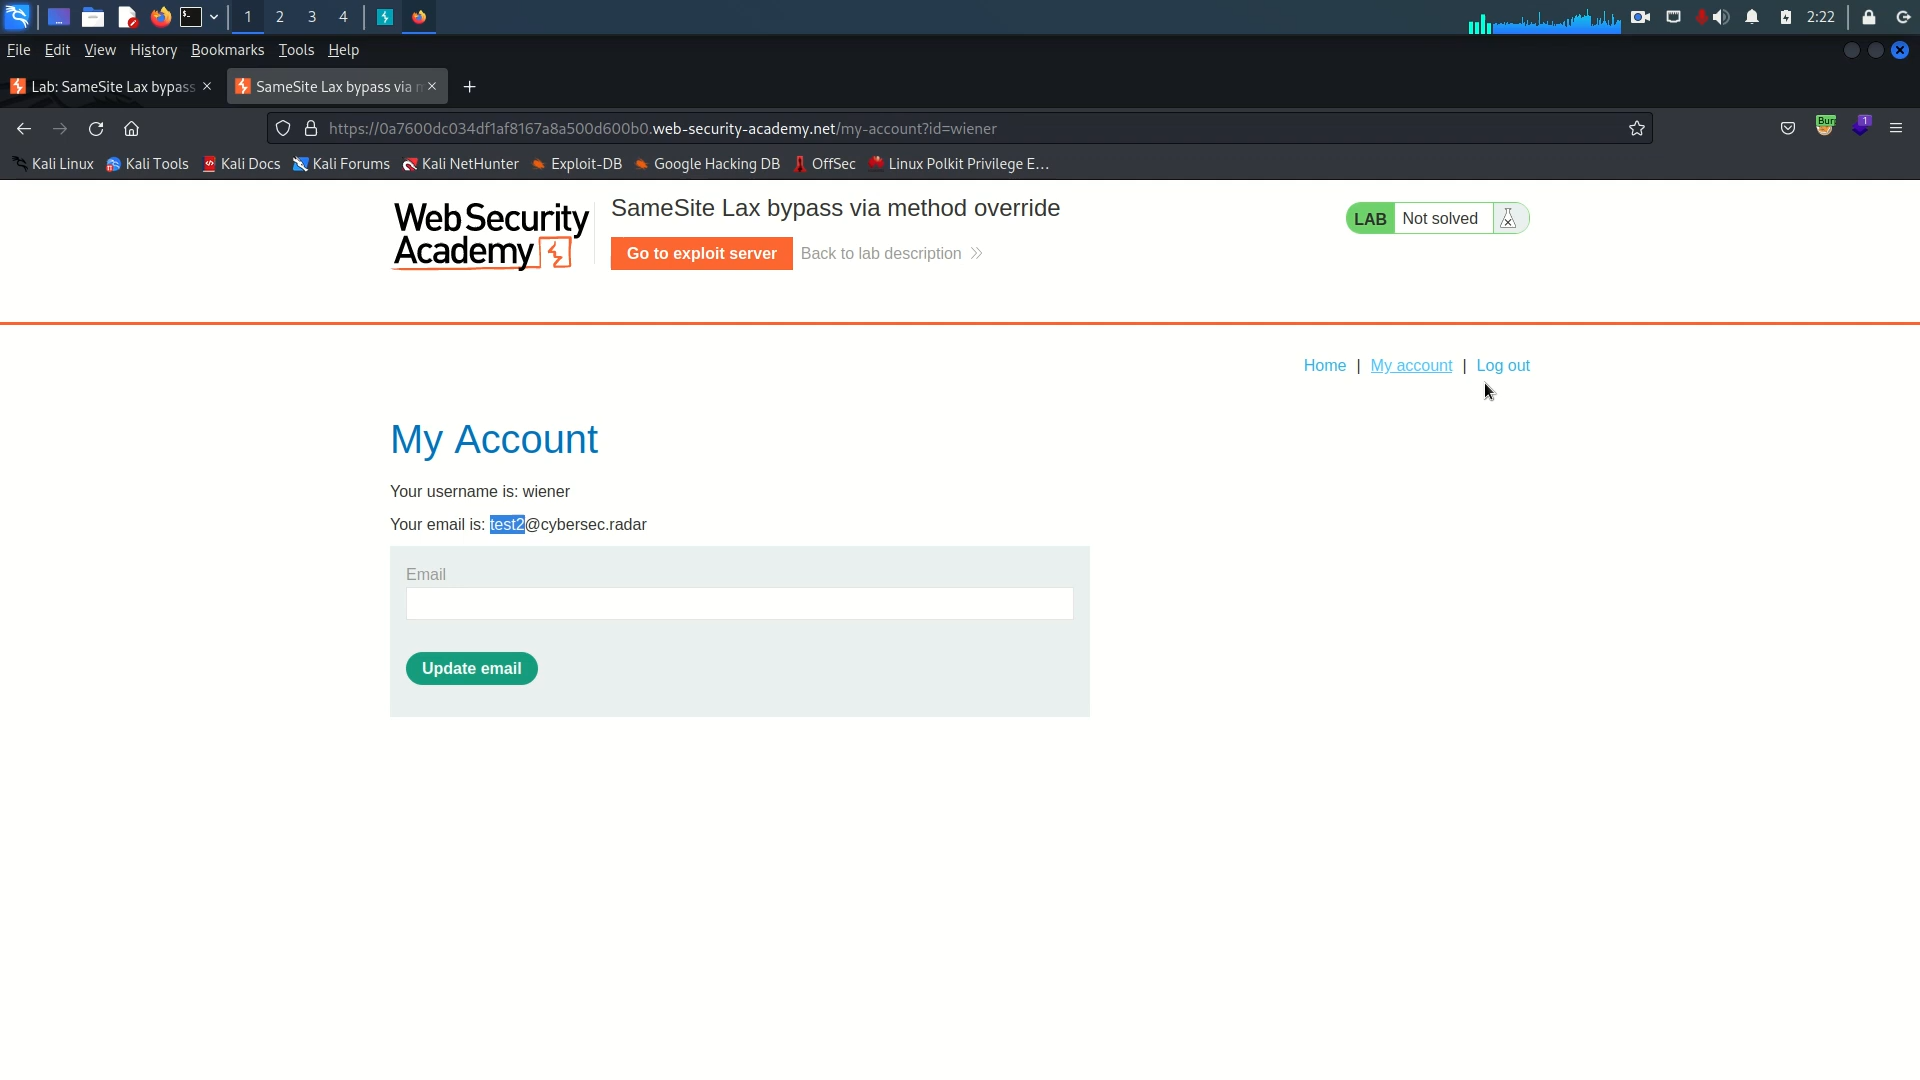 1 2 3 4 2:22
File Edit View History Bookmarks Tools Help
Lab: SameSite Lax bypass SameSite Lax bypass via
https://0a7600dc034df1af8167a8a500d600b0.web-security-academy.net/my-account?id=wiener Bur 1
Kali Linux Kali Tools Kali Docs Kali Forums Kali NetHunter Exploit-DB Google Hacking DB OffSec Linux Polkit Privilege E…
WebSecurity
Academy
SameSite Lax bypass via method override
LAB Not solved
Go to exploit server Back to lab description
Home | My account | Log out
My Account
Your username is: wiener
Your email is: test2@cybersec.radar
Email
Update email